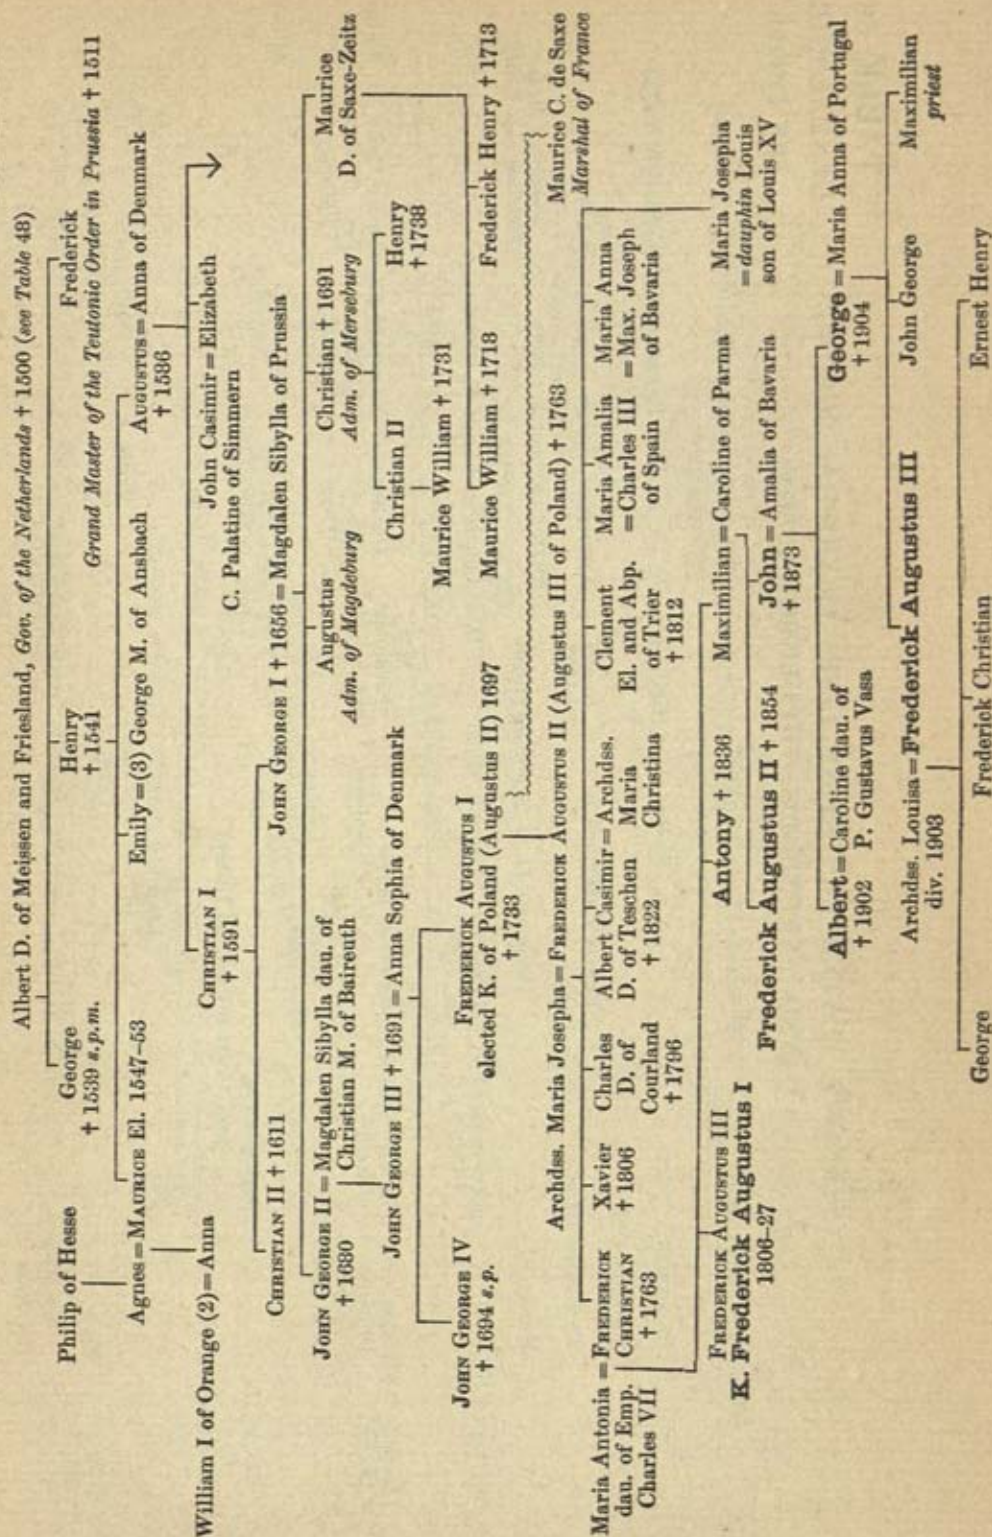 Albert D. of Meissen and Friesland, Gov. of the Netherlands † 1500 (see Table 48)
Philip of Hesse
George
† 1539 s.p.m.
Henry
† 1541
Frederick
Grand Master of the Teutonic Order in Prussia † 1511
Agnes = MAURICE El. 1547–53
Emily = (3) George M. of Ansbach
AUGUSTUS = Anna of Denmark
† 1586
William I of Orange (2) = Anna
CHRISTIAN I
† 1591
John Casimir = Elizabeth
C. Palatine of Simmern
CHRISTIAN II † 1611
JOHN GEORGE I † 1656 = Magdalen Sibylla of Prussia
JOHN GEORGE II = Magdalen Sibylla dau. of
† 1680
Christian M. of Baireuth
Augustus
Adm. of Magdeburg
Christian † 1691
Adm. of Merseburg
Maurice
D. of Saxe-Zeitz
JOHN GEORGE III † 1691 = Anna Sophia of Denmark
Christian II
Henry
† 1738
Maurice William † 1731
JOHN GEORGE IV
† 1694 s.p.
FREDERICK AUGUSTUS I
elected K. of Poland (Augustus II) 1697
† 1733
Maurice William † 1718
Frederick Henry † 1713
Archdss. Maria Josepha = FREDERICK AUGUSTUS II (Augustus III of Poland) † 1763
Maurice C. de Saxe
Marshal of France
Maria Antonia = FREDERICK
dau. of Emp.
Charles VII
CHRISTIAN
† 1763
Xavier
† 1806
Charles
D. of
Courland
† 1796
Albert Casimir = Archdss.
D. of Teschen
† 1822
Maria
Christina
Clement
El. and Abp.
of Trier
† 1812
Maria Amalia
= Charles III
of Spain
Maria Anna
= Max. Joseph
of Bavaria
Maria Josepha
= dauphin Louis
son of Louis XV
FREDERICK AUGUSTUS III
K. Frederick Augustus I
1806–27
Antony † 1836
Maximilian = Caroline of Parma
Frederick Augustus II † 1854
John = Amalia of Bavaria
† 1873
Albert = Caroline dau. of
† 1902
P. Gustavus Vasa
George = Maria Anna of Portugal
† 1904
Archdss. Louisa = Frederick Augustus III
div. 1903
John George
Maximilian
priest
George
Frederick Christian
Ernest Henry